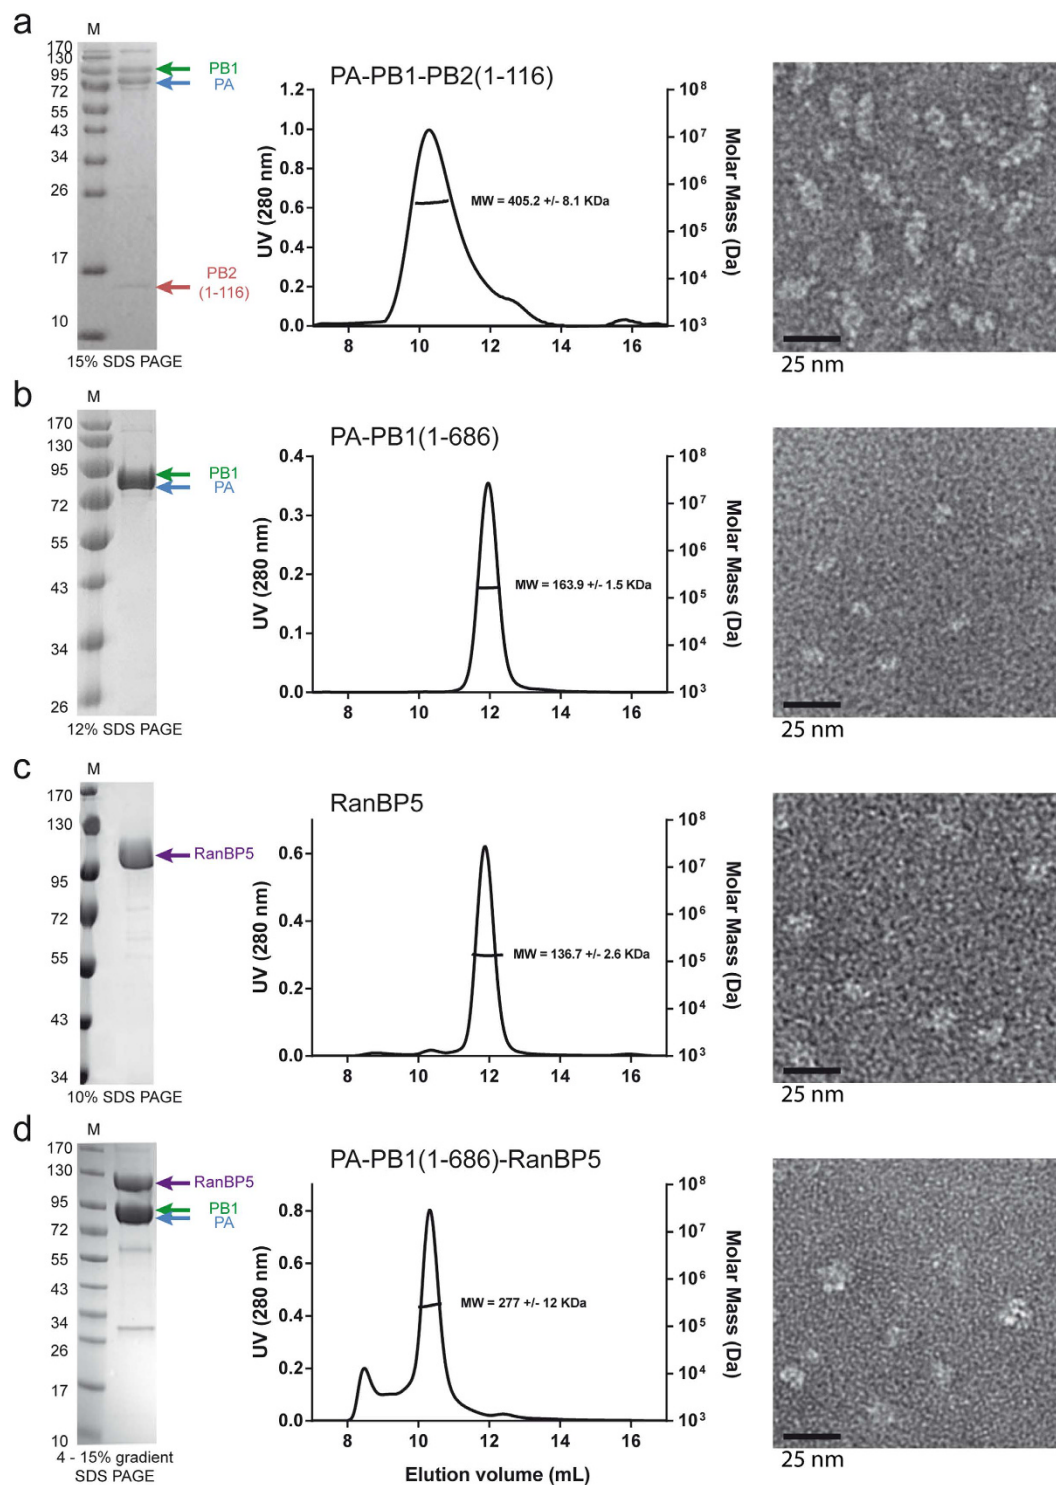 a
M
170
130
95
72
55
43
34
26
17
10
PB1
PA
PB2
(1-116)
15% SDS PAGE
PA-PB1-PB2(1-116)
UV (280 nm)
1.2
1.0
0.8
0.6
0.4
0.2
0.0
8 10 12 14 16
MW = 405.2 +/- 8.1 KDa
10⁸
10⁷
10⁶
10⁵
10⁴
10³
Molar Mass (Da)
25 nm
b
M
170
130
95
72
55
43
34
26
PB1
PA
12% SDS PAGE
PA-PB1(1-686)
UV (280 nm)
0.4
0.3
0.2
0.1
0.0
8 10 12 14 16
MW = 163.9 +/- 1.5 KDa
10⁸
10⁷
10⁶
10⁵
10⁴
10³
Molar Mass (Da)
25 nm
c
M
170
130
95
72
55
43
34
RanBP5
10% SDS PAGE
RanBP5
UV (280 nm)
0.6
0.4
0.2
0.0
8 10 12 14 16
MW = 136.7 +/- 2.6 KDa
10⁸
10⁷
10⁶
10⁵
10⁴
10³
Molar Mass (Da)
25 nm
d
M
170
130
95
72
55
43
34
26
17
10
RanBP5
PB1
PA
4 - 15% gradient
SDS PAGE
PA-PB1(1-686)-RanBP5
UV (280 nm)
0.8
0.6
0.4
0.2
0.0
8 10 12 14 16
MW = 277 +/- 12 KDa
10⁸
10⁷
10⁶
10⁵
10⁴
10³
Molar Mass (Da)
Elution volume (mL)
25 nm